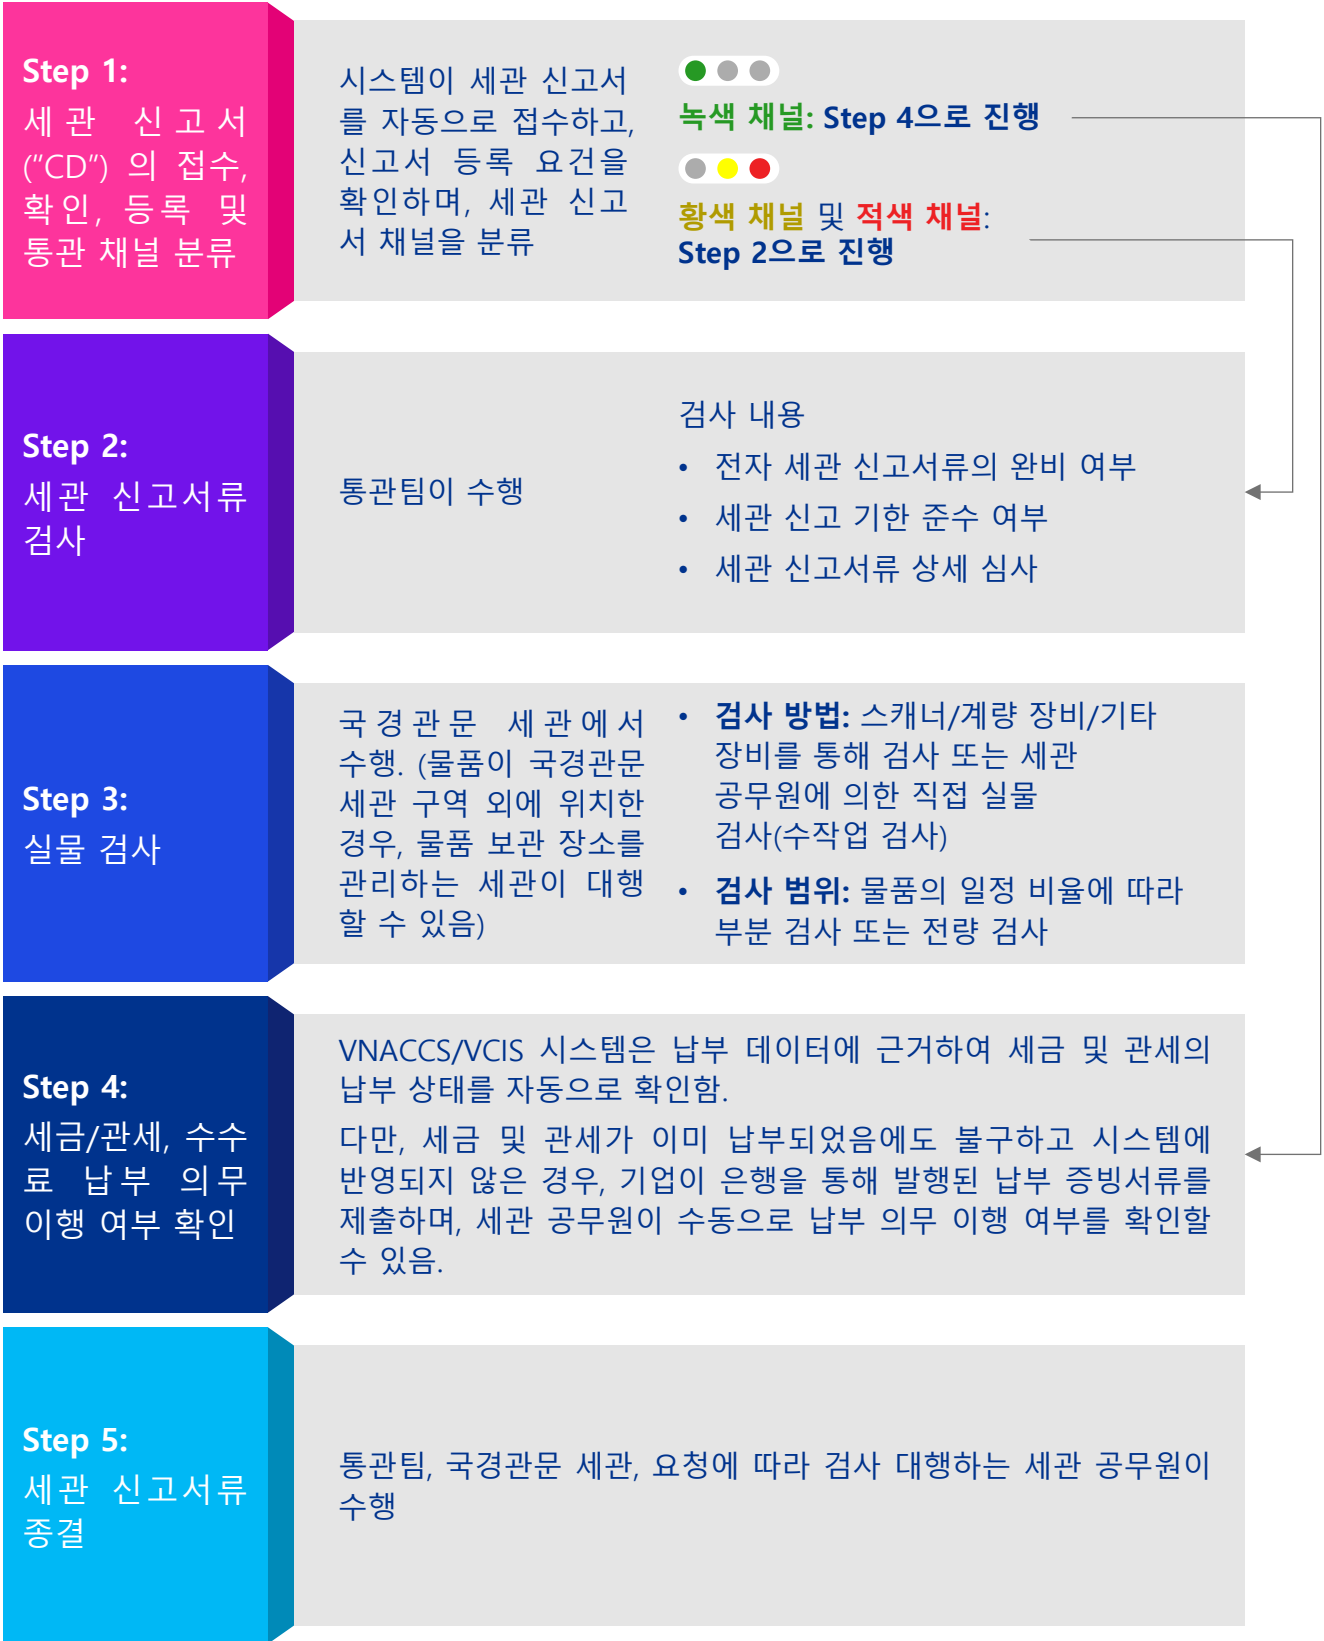 Step 1:
세관 신고서
(“CD”) 의 접수,
확인, 등록 및
통관 채널 분류
시스템이 세관 신고서
를 자동으로 접수하고,
신고서 등록 요건을
확인하며, 세관 신고
서 채널을 분류
녹색 채널: Step 4으로 진행
황색 채널 및 적색 채널:
Step 2으로 진행
Step 2:
세관 신고서류
검사
통관팀이 수행
검사 내용
• 전자 세관 신고서류의 완비 여부
• 세관 신고 기한 준수 여부
• 세관 신고서류 상세 심사
Step 3:
실물 검사
국경관문 세관에서
수행. (물품이 국경관문
세관 구역 외에 위치한
경우, 물품 보관 장소를
관리하는 세관이 대행
할 수 있음)
• 검사 방법: 스캐너/계량 장비/기타
장비를 통해 검사 또는 세관
공무원에 의한 직접 실물
검사(수작업 검사)
• 검사 범위: 물품의 일정 비율에 따라
부분 검사 또는 전량 검사
Step 4:
세금/관세, 수수
료 납부 의무
이행 여부 확인
VNACCS/VCIS 시스템은 납부 데이터에 근거하여 세금 및 관세의
납부 상태를 자동으로 확인함.
다만, 세금 및 관세가 이미 납부되었음에도 불구하고 시스템에
반영되지 않은 경우, 기업이 은행을 통해 발행된 납부 증빙서류를
제출하며, 세관 공무원이 수동으로 납부 의무 이행 여부를 확인할
수 있음.
Step 5:
세관 신고서류
종결
통관팀, 국경관문 세관, 요청에 따라 검사 대행하는 세관 공무원이
수행